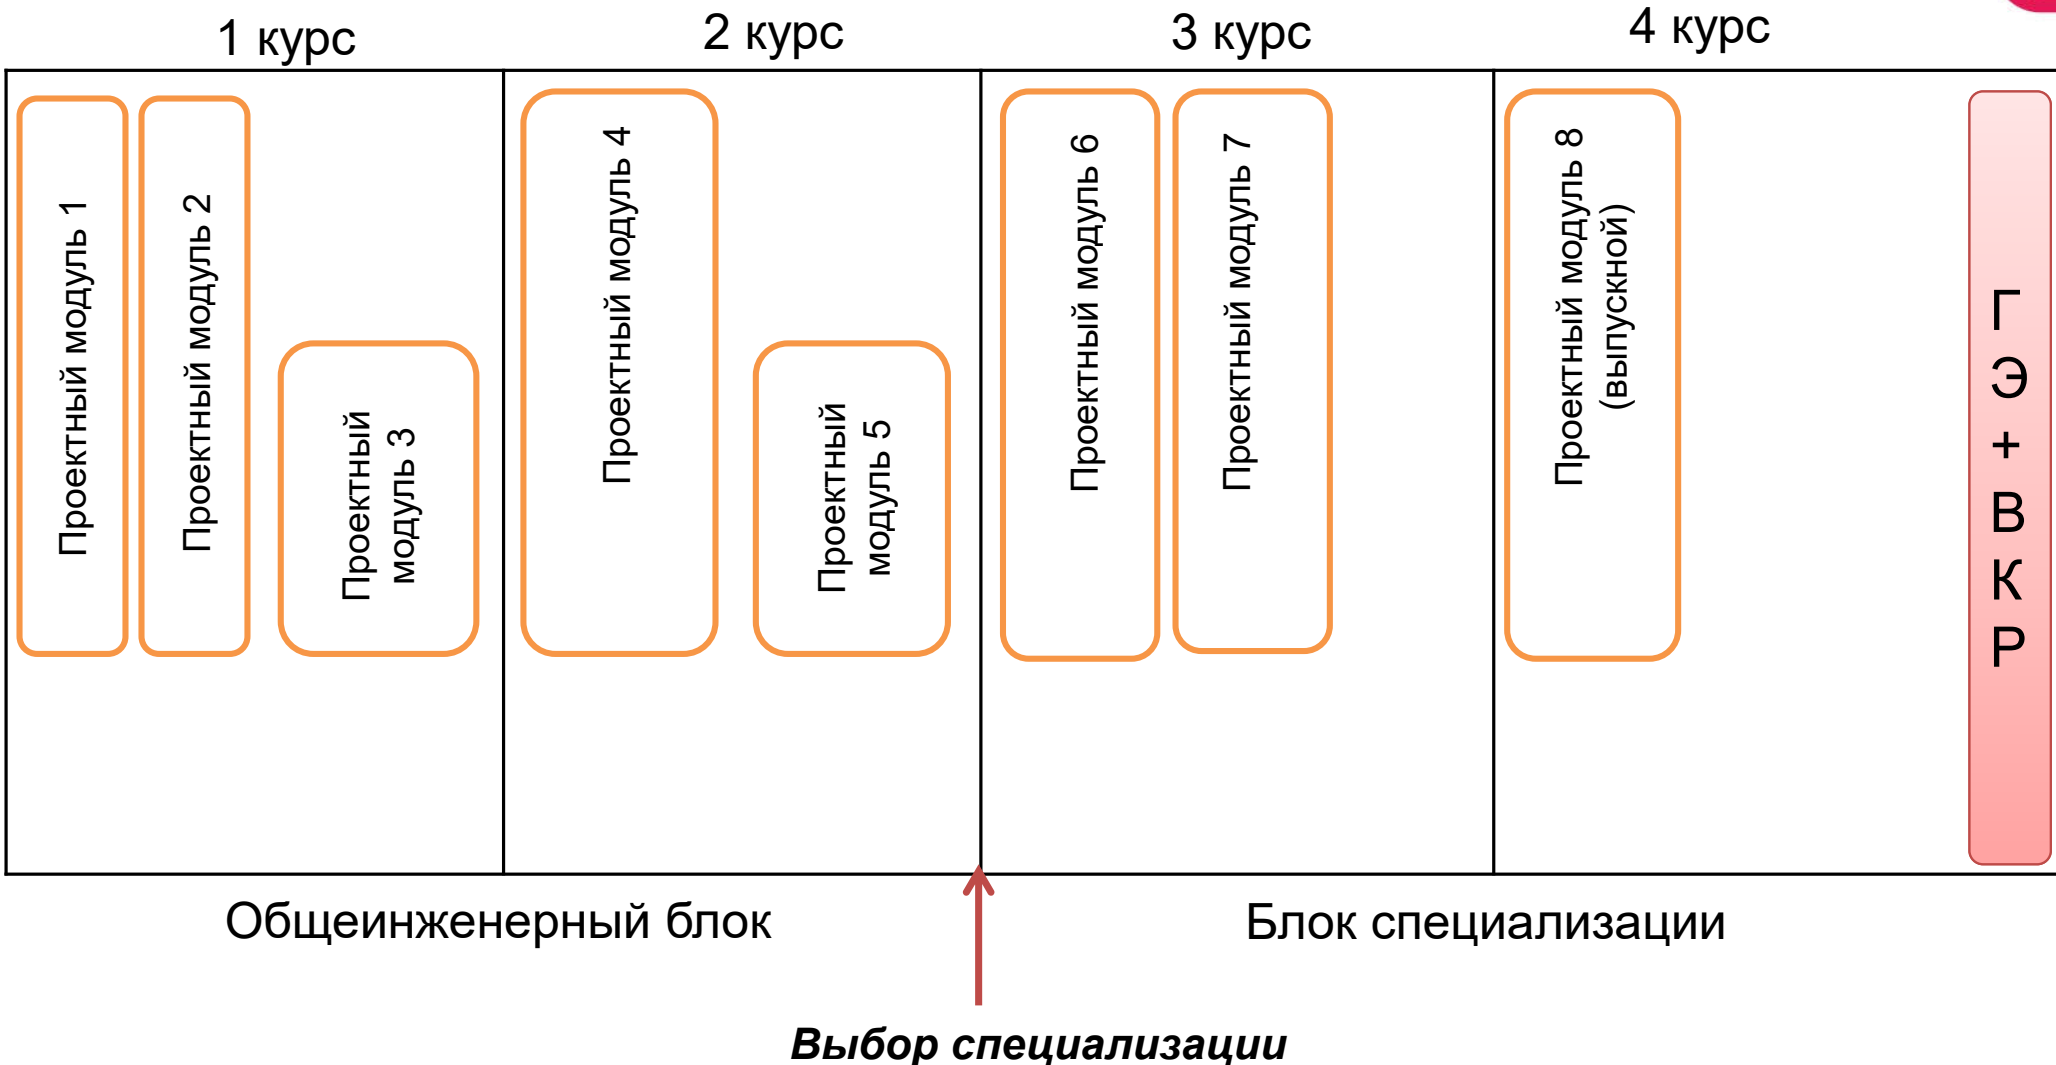 1 курс
2 курс
3 курс
4 курс
Проектный модуль 1
Проектный модуль 2
Проектный
модуль 3
Проектный модуль 4
Проектный
модуль 5
Проектный модуль 6
Проектный модуль 7
Проектный модуль 8
(выпускной)
Г
Э
+
В
К
Р
Общеинженерный блок
Блок специализации
Выбор специализации